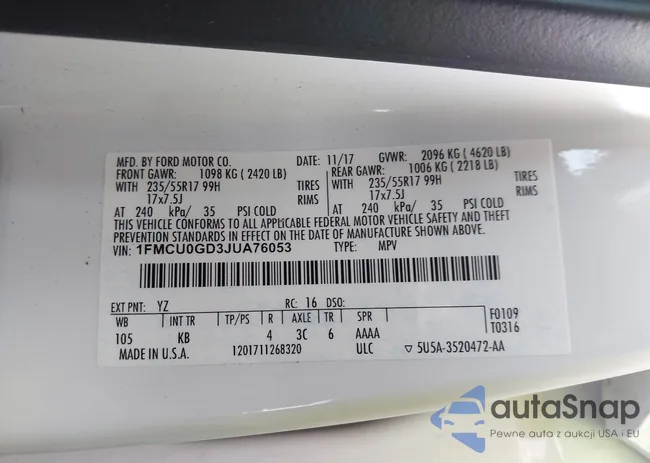 MFD. BY FORD MOTOR CO. DATE: 11/17 GVWR: 2096 KG ( 4620 LB)
FRONT GAWR: 1098 KG ( 2420 LB) REAR GAWR: 1006 KG ( 2218 LB)
WITH 235/55R17 99H TIRES WITH 235/55R17 99H TIRES
17x7.5J RIMS 17x7.5J RIMS
AT 240 kPa/ 35 PSI COLD AT 240 kPa/ 35 PSI COLD
THIS VEHICLE CONFORMS TO ALL APPLICABLE FEDERAL MOTOR VEHICLE SAFETY AND THEFT
PREVENTION STANDARDS IN EFFECT ON THE DATE OF MANUFACTURE SHOWN ABOVE.
VIN: 1FMCU0GD3JUA76053 TYPE: MPV
EXT PNT: YZ RC: 16 DSO:
WB INT TR TP/PS R AXLE TR SPR F0109
105 KB 4 3C 6 AAAA T0316
MADE IN U.S.A. 1201711268320 ULC ▽ 5U5A-3520472-AA
autaSnap
Pewne auta z aukcji USA i EU